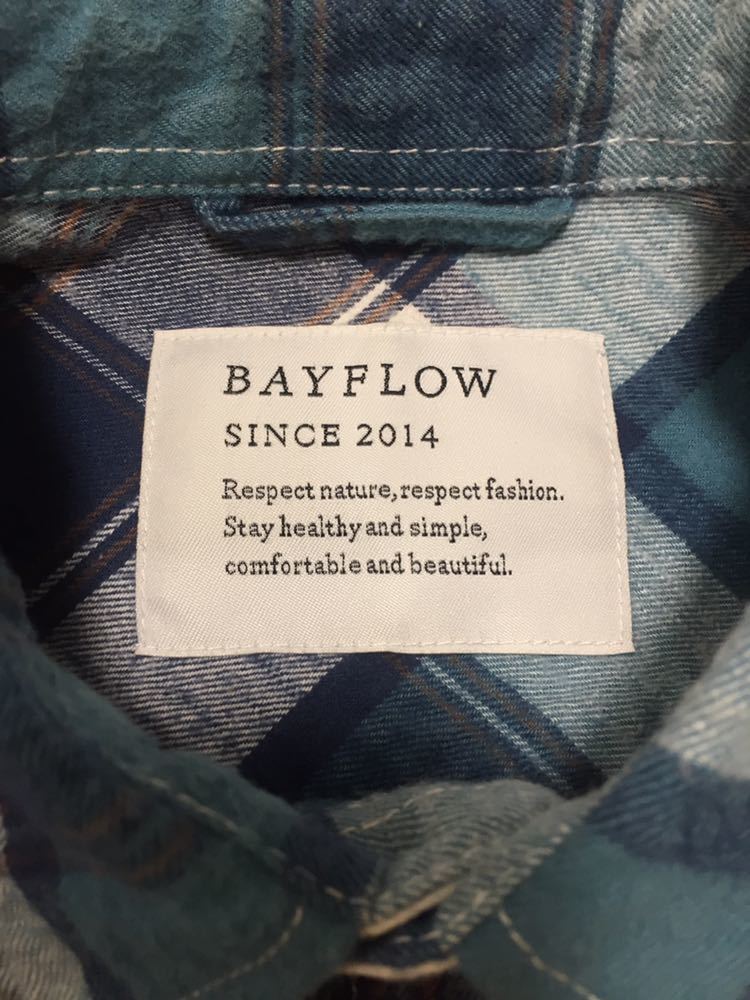 BAYFLOW
SINCE 2014
Respect nature, respect fashion.
Stay healthy and simple,
comfortable and beautiful.